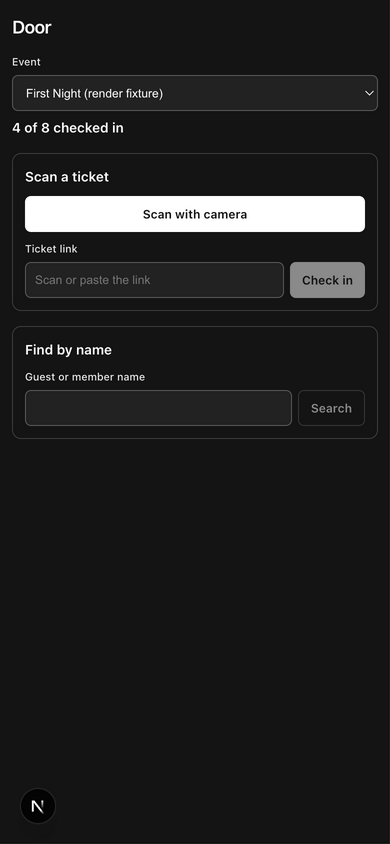 Door
Event
First Night (render fixture)
4 of 8 checked in
Scan a ticket
Scan with camera
Ticket link
Scan or paste the link
Check in
Find by name
Guest or member name
Search
N